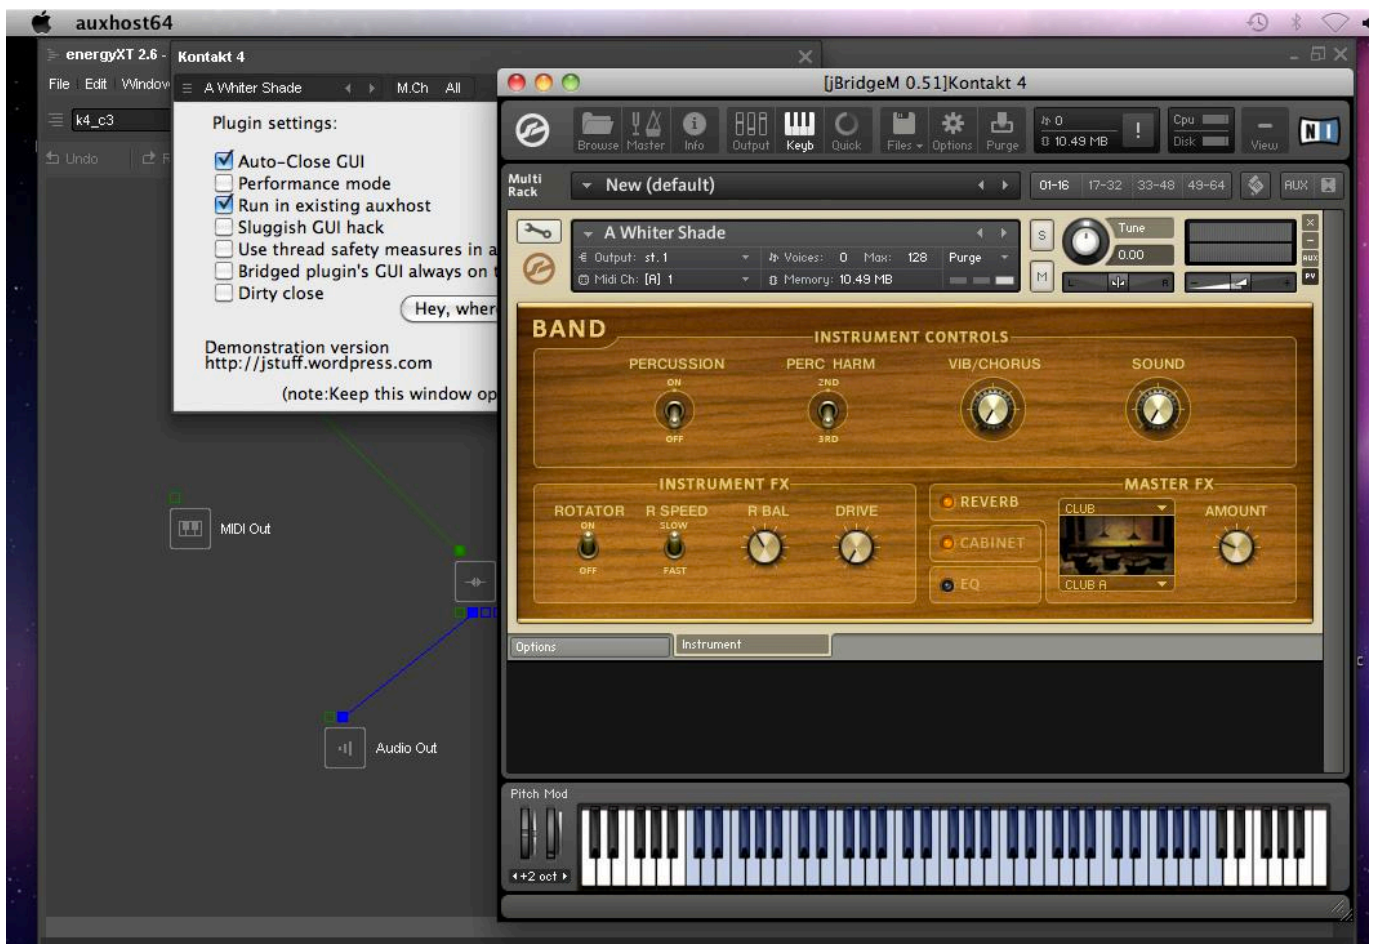 auxhost64
energyXT 2.6 -
File Edit Window
k4_c3
Undo
Kontakt 4
A Whiter Shade M.Ch All
Plugin settings:
Auto-Close GUI
Performance mode
Run in existing auxhost
Sluggish GUI hack
Use thread safety measures in a
Bridged plugin's GUI always on t
Dirty close
Hey, wher
Demonstration version
http://jstuff.wordpress.com
(note:Keep this window op
MIDI Out
Audio Out
[jBridgeM 0.51]Kontakt 4
Browse Master Info Output Keyb Quick Files Options Purge
0
10.49 MB
!
Cpu
Disk
View
NI
Multi
Rack
New (default)
01-16 17-32 33-48 49-64 AUX
A Whiter Shade
Output: st.1 Voices: 0 Max: 128 Purge
Midi Ch: [A] 1 Memory: 10.49 MB
S
M
Tune
0.00
L R
- +
AUX
PV
BAND
INSTRUMENT CONTROLS
PERCUSSION PERC HARM VIB/CHORUS SOUND
ON 2ND
OFF 3RD
INSTRUMENT FX
ROTATOR R SPEED R BAL DRIVE
ON SLOW
OFF FAST
REVERB
CABINET
EQ
MASTER FX
CLUB
AMOUNT
CLUB A
Options Instrument
Pitch Mod
+2 oct